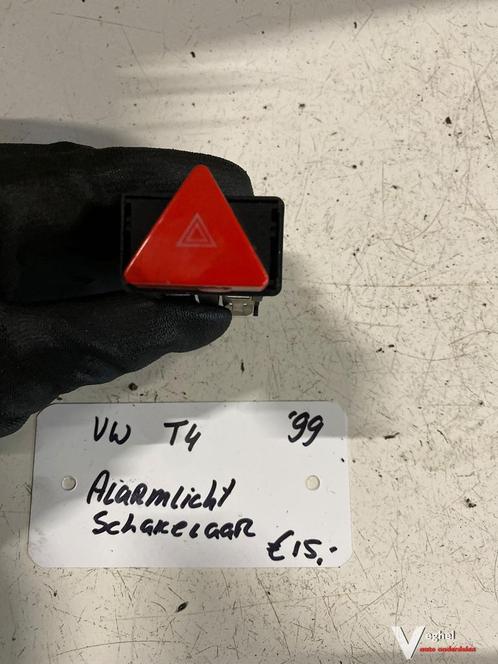 VW T4 '99
Alarmlicht
Schakelaar
€15,-
Veghel
auto onderdelen